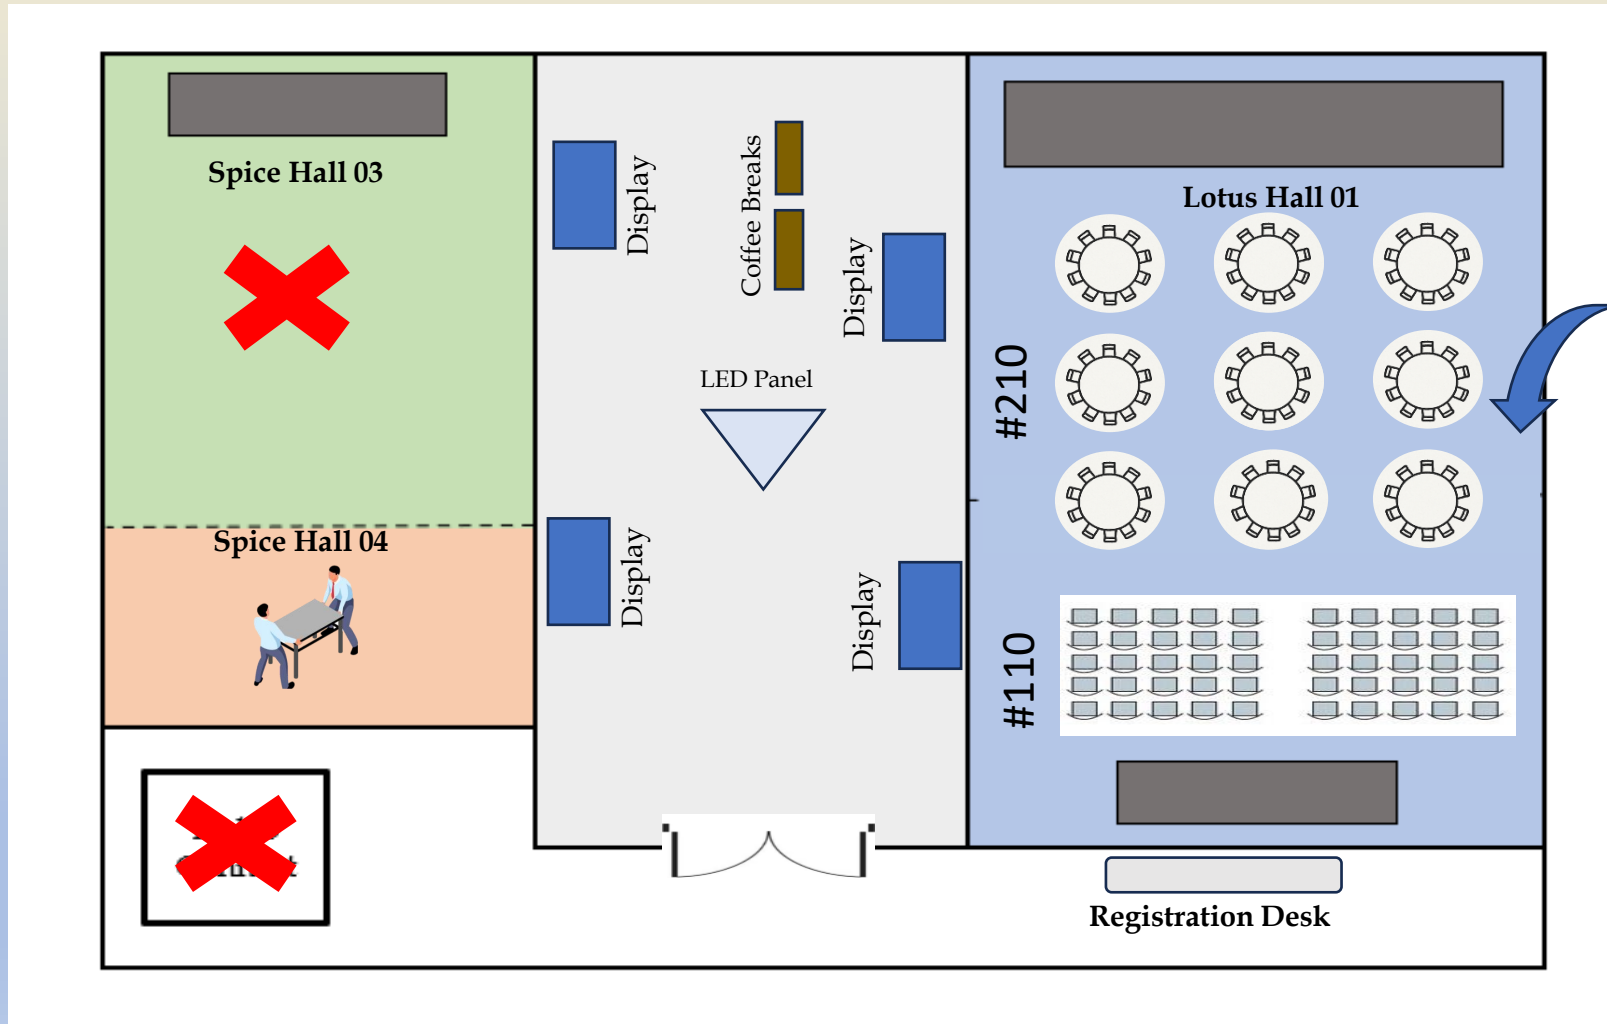 Spice Hall 03
Display
Coffee Breaks
Display
Lotus Hall 01
#210
LED Panel
Spice Hall 04
Display
Display
#110
Registration Desk